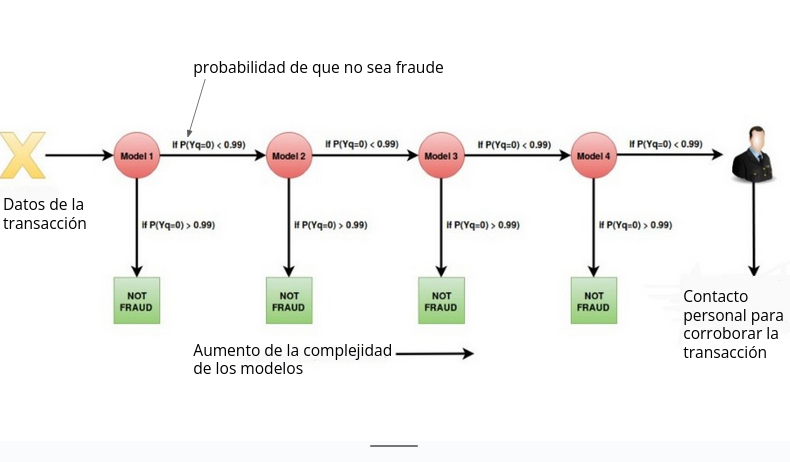 probabilidad de que no sea fraude
X
If P(Yq=0) < 0.99)
If P(Yq=0) < 0.99)
If P(Yq=0) < 0.99)
If P(Yq=0) < 0.99)
Model 1
Model 2
Model 3
Model 4
Datos de la
transacción
if P(Yq=0) > 0.99)
if P(Yq=0) > 0.99)
if P(Yq=0) > 0.99)
if P(Yq=0) > 0.99)
NOT
FRAUD
NOT
FRAUD
NOT
FRAUD
NOT
FRAUD
Contacto
personal para
corroborar la
transacción
Aumento de la complejidad
de los modelos